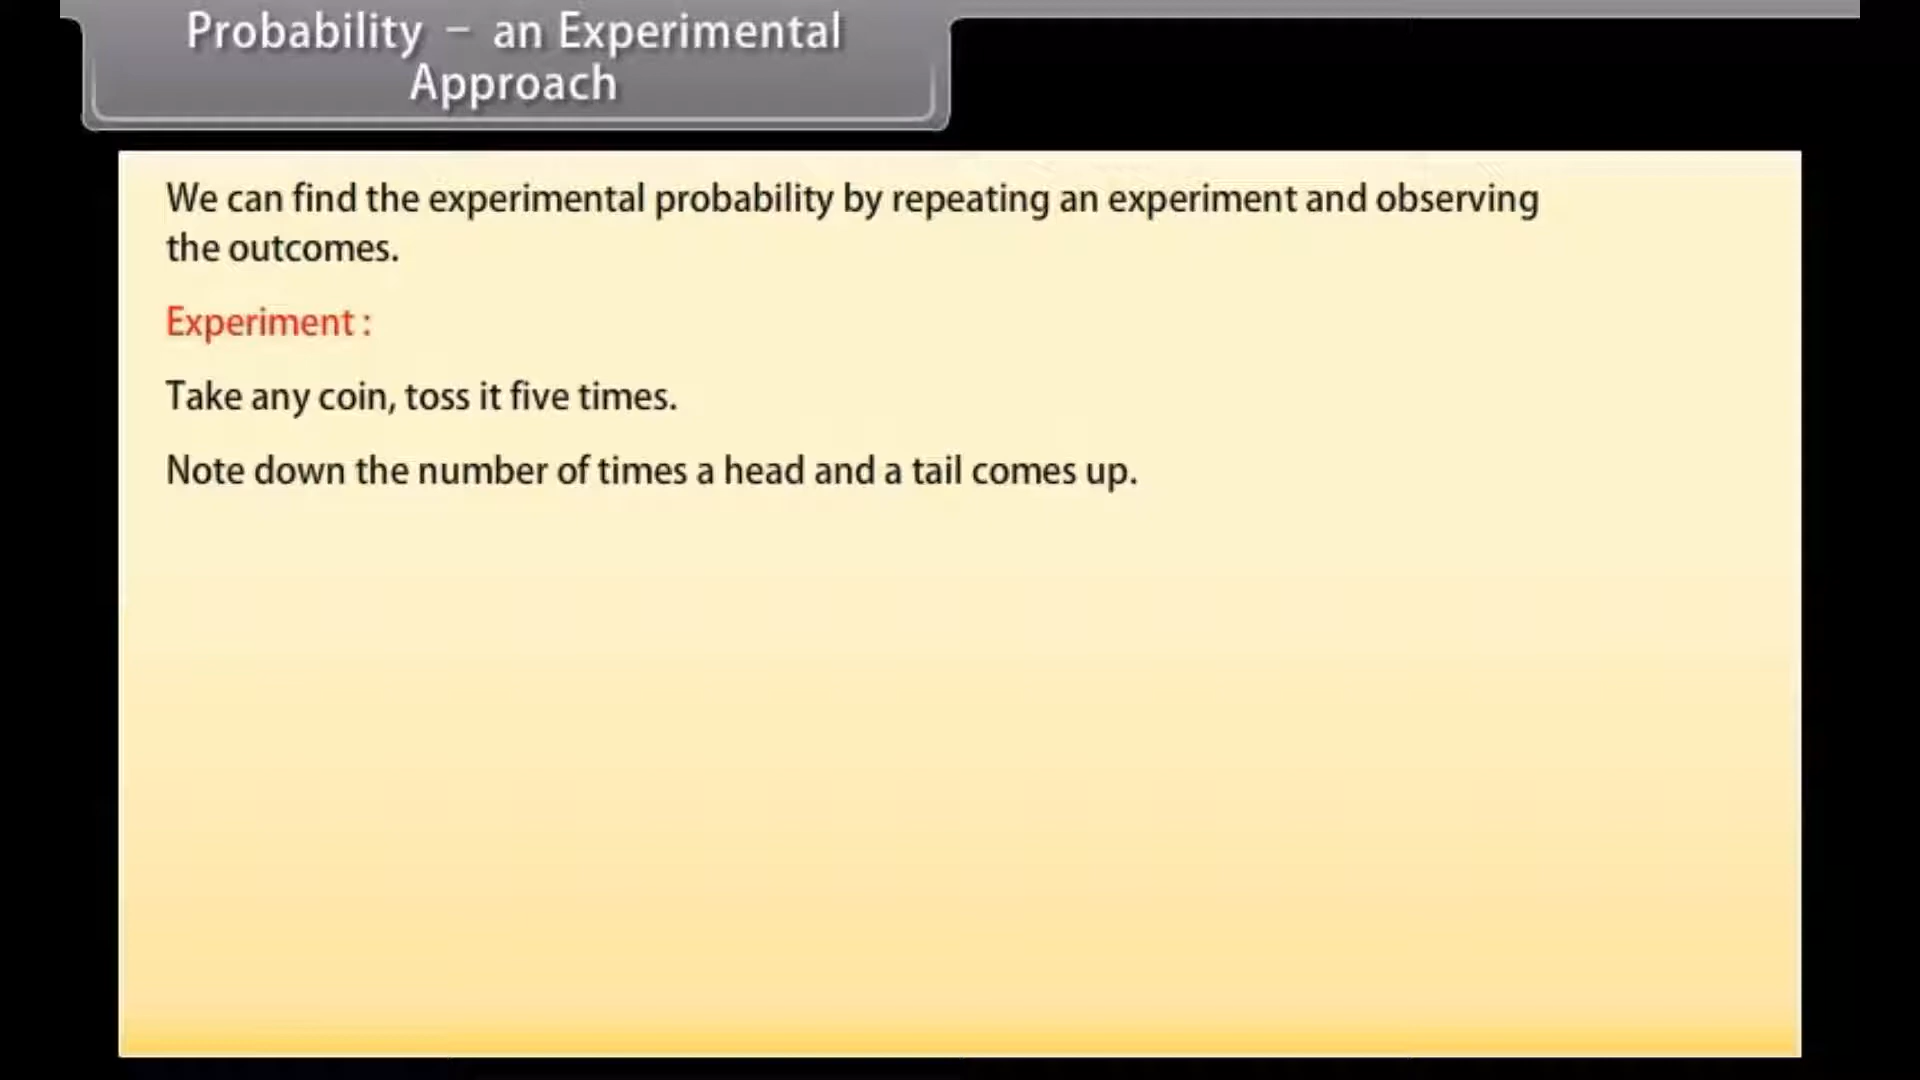 Probability – an Experimental
Approach
We can find the experimental probability by repeating an experiment and observing
the outcomes.
Experiment :
Take any coin, toss it five times.
Note down the number of times a head and a tail comes up.